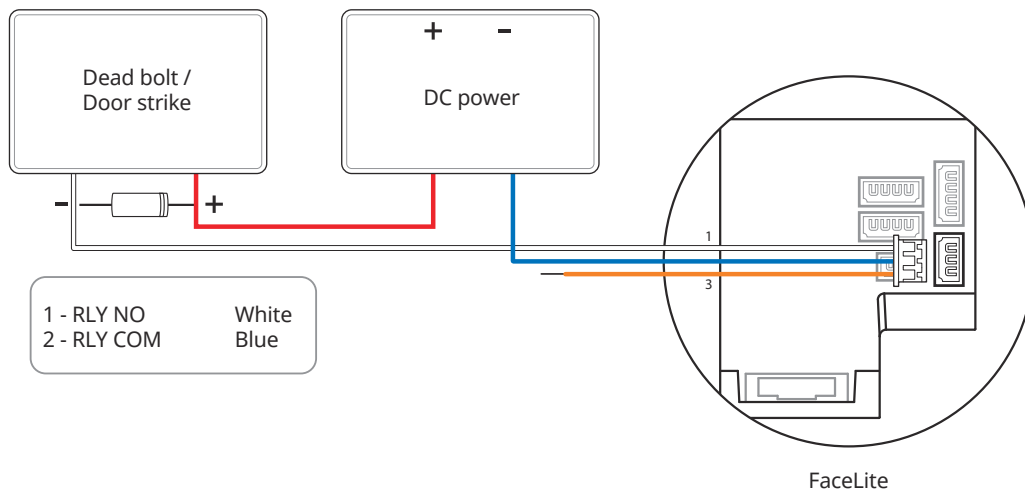 + -
Dead bolt /
Door strike
DC power
- +
1
3
1 - RLY NO White
2 - RLY COM Blue
FaceLite